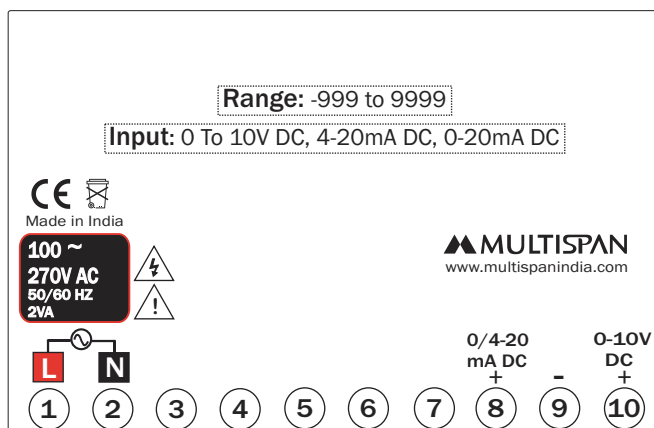 Range: -999 to 9999
Input: 0 To 10V DC, 4-20mA DC, 0-20mA DC
CE
Made in India
100 ~
270V AC
50/60 HZ
2VA
MULTISPAN
www.multispanindia.com
L N
0/4-20
mA DC
+
-
0-10V
DC
+
1 2 3 4 5 6 7 8 9 10